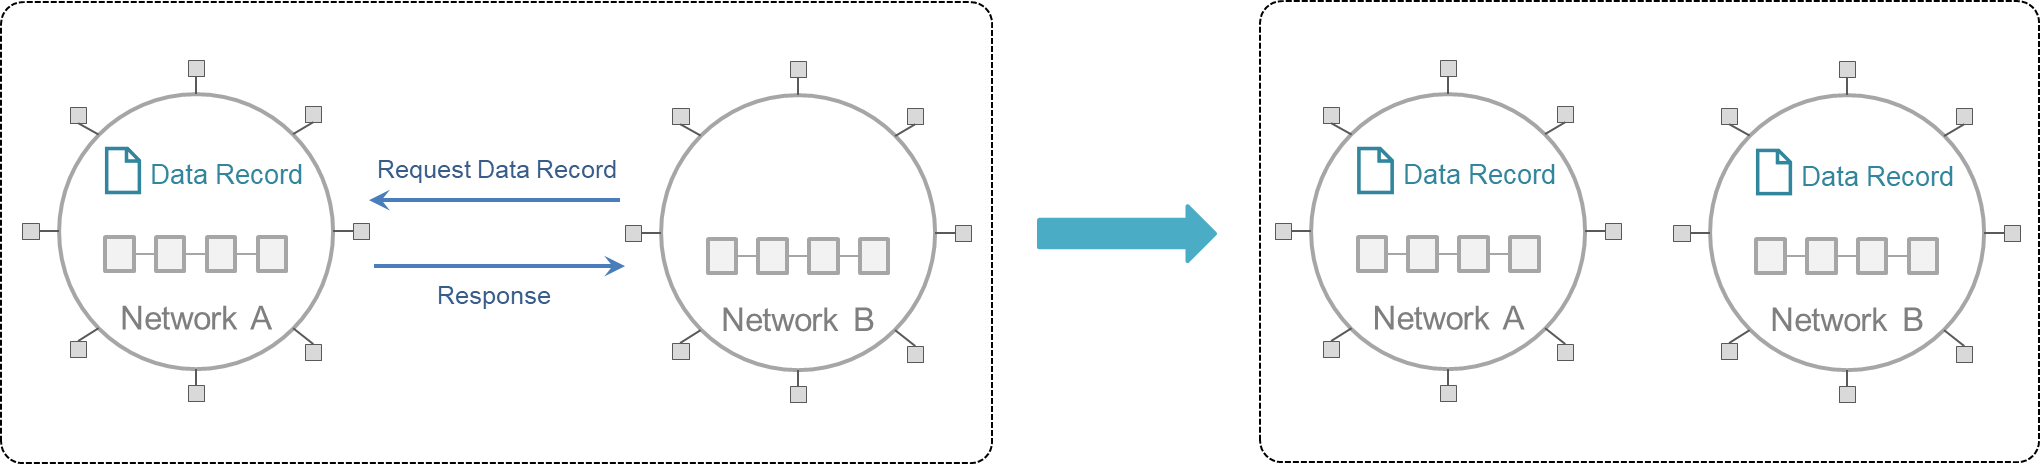 Data Record
Network A
Request Data Record
Response
Network B
Data Record
Network A
Data Record
Network B